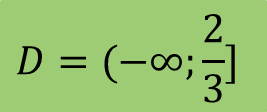 D = (−∞; 2/3]